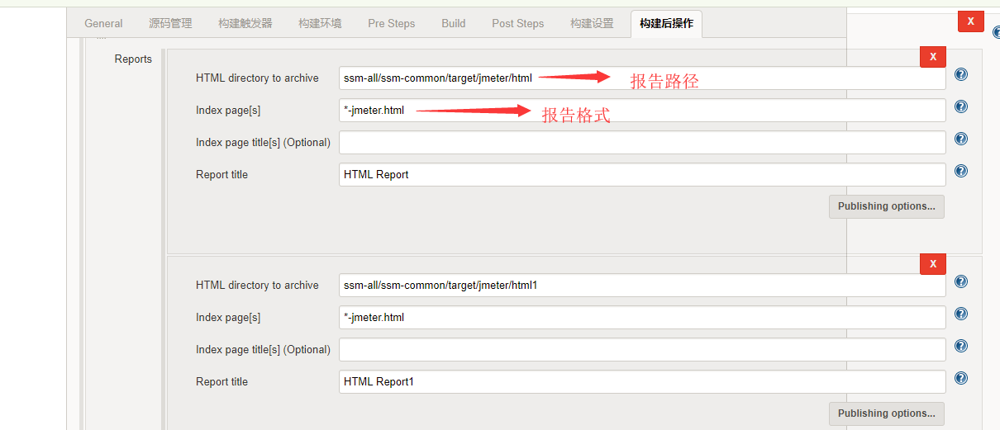 General 源码管理 构建触发器 构建环境 Pre Steps Build Post Steps 构建设置 构建后操作
X
Reports
X
HTML directory to archive ssm-all/ssm-common/target/jmeter/html 报告路径
Index page[s] *-jmeter.html 报告格式
Index page title[s] (Optional)
Report title HTML Report
Publishing options...
X
HTML directory to archive ssm-all/ssm-common/target/jmeter/html1
Index page[s] *-jmeter.html
Index page title[s] (Optional)
Report title HTML Report1
Publishing options...